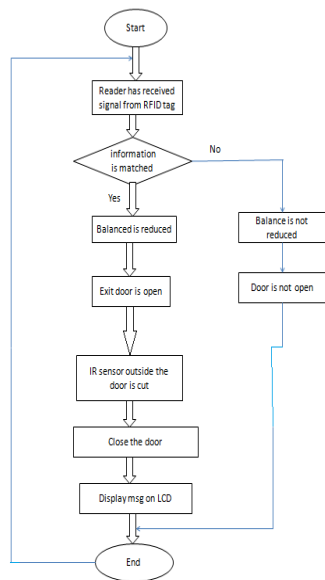 Start
Reader has received
signal from RFID tag
information
is matched
No
Yes
Balanced is reduced
Balance is not
reduced
Exit door is open
Door is not open
IR sensor outside the
door is cut
Close the door
Display msg on LCD
End